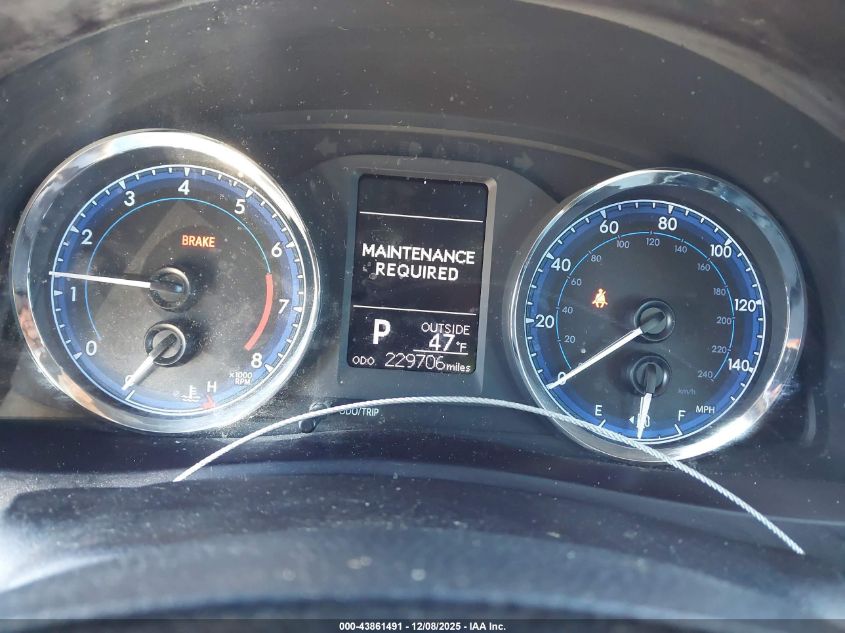 0 1 2 3 4 5 6 7 8
BRAKE
x1000
RPM
H
MAINTENANCE
REQUIRED
P
OUTSIDE
47°F
ODO 229706 miles
ODO/TRIP
0 20 40 60 80 100 120 140
20 40 60 80 100 120 140 160 180 200 220 240
km/h
MPH
E F
000-43861491 - 12/08/2025 - IAA Inc.